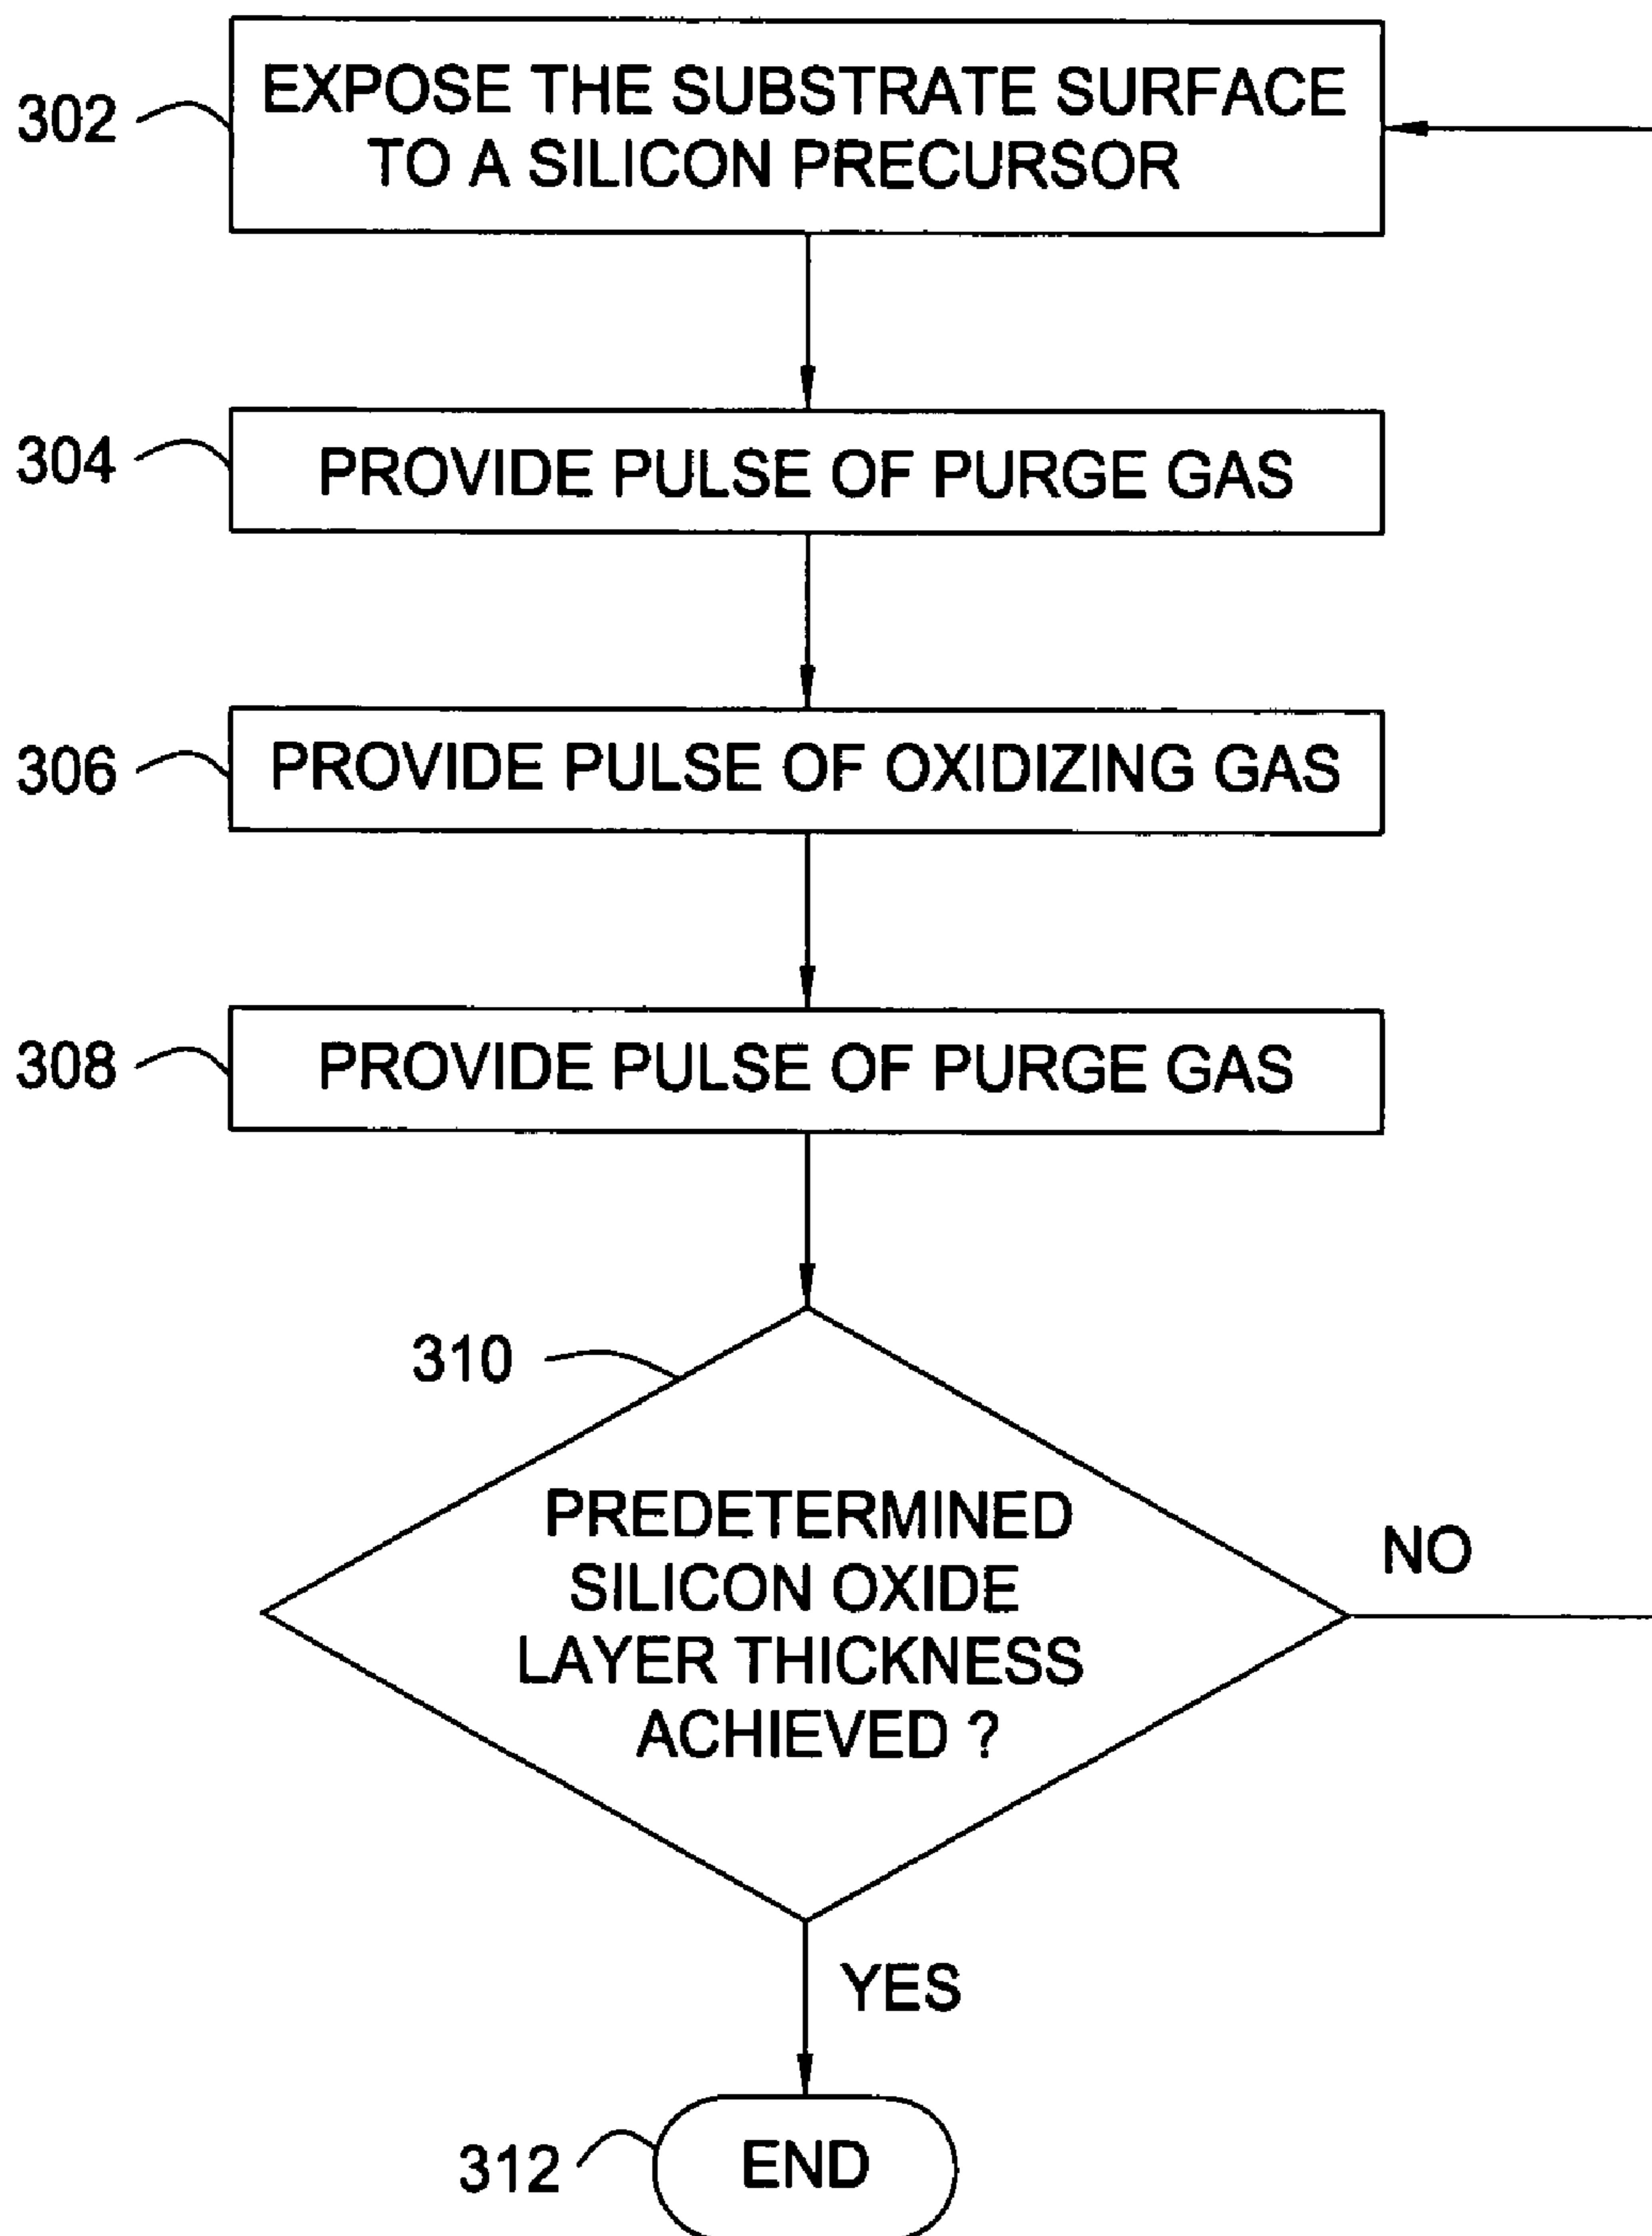 302
EXPOSE THE SUBSTRATE SURFACE
TO A SILICON PRECURSOR
304
PROVIDE PULSE OF PURGE GAS
306
PROVIDE PULSE OF OXIDIZING GAS
308
PROVIDE PULSE OF PURGE GAS
310
PREDETERMINED
SILICON OXIDE
LAYER THICKNESS
ACHIEVED ?
NO
YES
312
END